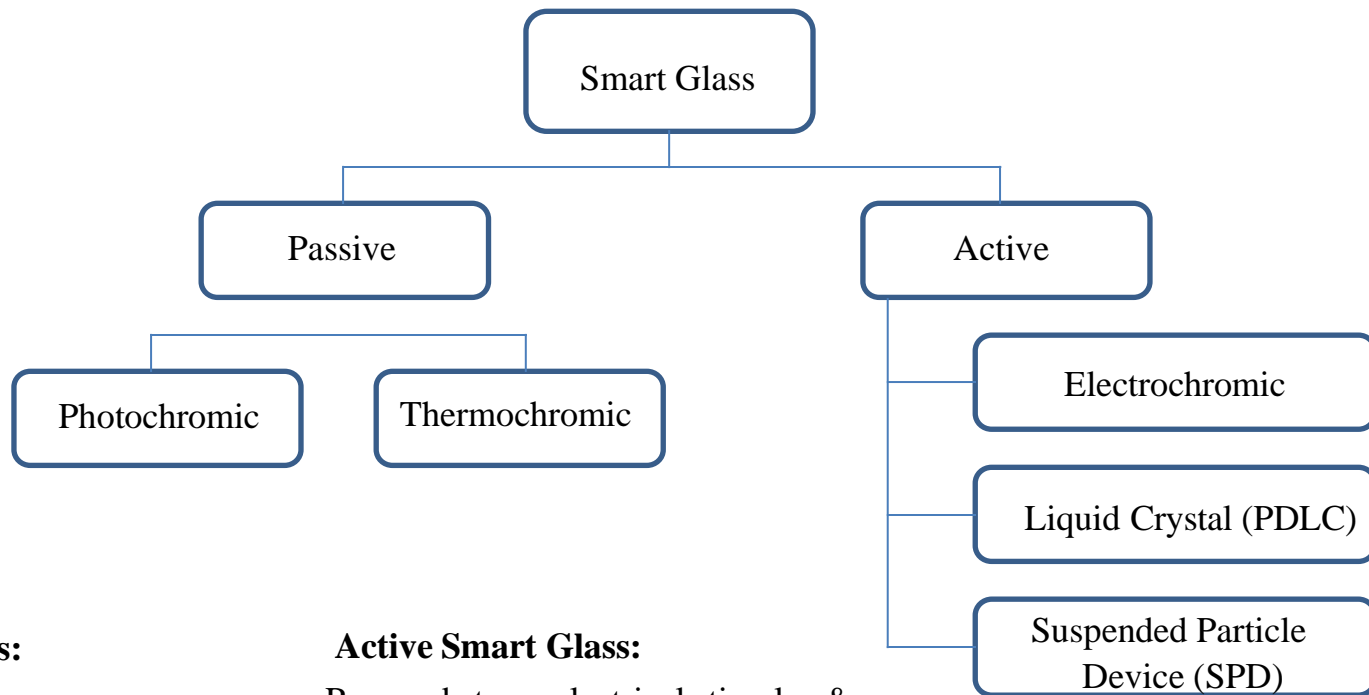 Smart Glass
Passive
Active
Photochromic
Thermochromic
Electrochromic
Liquid Crystal (PDLC)
Suspended Particle
Device (SPD)
s:
Active Smart Glass: